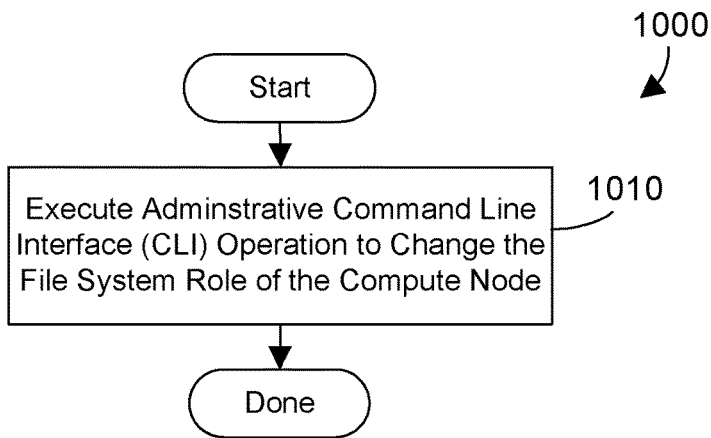 1000
Start
1010
Execute Adminstrative Command Line
Interface (CLI) Operation to Change the
File System Role of the Compute Node
Done